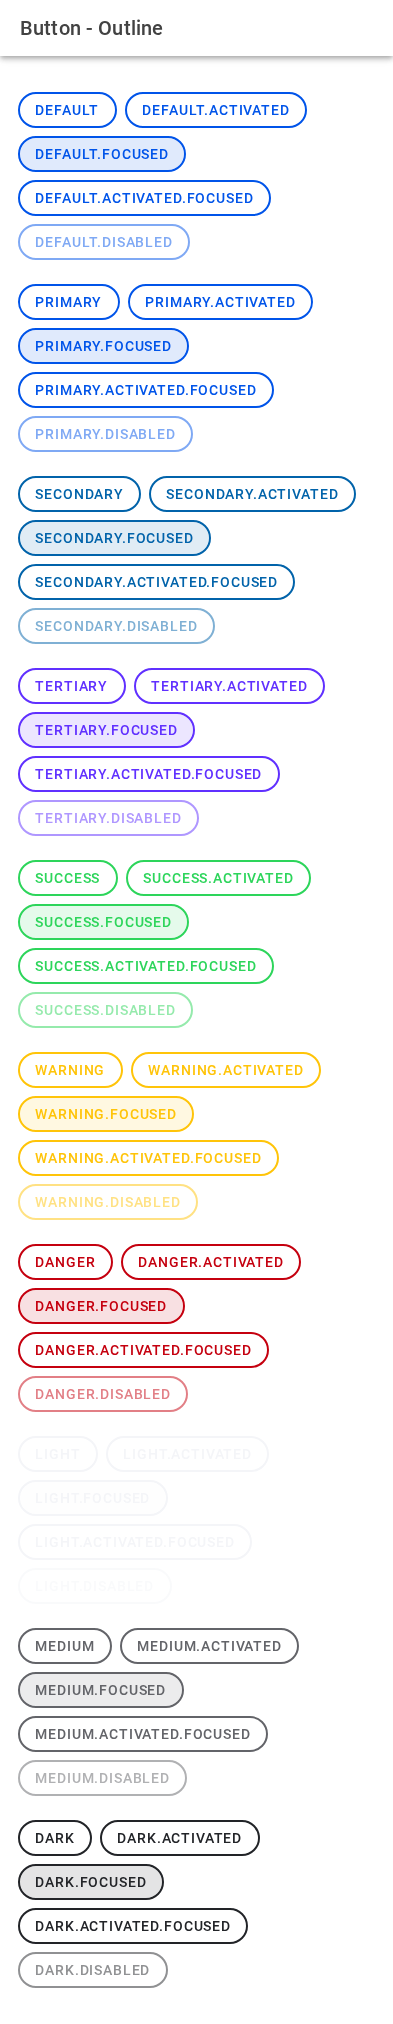 Button - Outline
DEFAULT DEFAULT.ACTIVATED
DEFAULT.FOCUSED
DEFAULT.ACTIVATED.FOCUSED
DEFAULT.DISABLED
PRIMARY PRIMARY.ACTIVATED
PRIMARY.FOCUSED
PRIMARY.ACTIVATED.FOCUSED
PRIMARY.DISABLED
SECONDARY SECONDARY.ACTIVATED
SECONDARY.FOCUSED
SECONDARY.ACTIVATED.FOCUSED
SECONDARY.DISABLED
TERTIARY TERTIARY.ACTIVATED
TERTIARY.FOCUSED
TERTIARY.ACTIVATED.FOCUSED
TERTIARY.DISABLED
SUCCESS SUCCESS.ACTIVATED
SUCCESS.FOCUSED
SUCCESS.ACTIVATED.FOCUSED
SUCCESS.DISABLED
WARNING WARNING.ACTIVATED
WARNING.FOCUSED
WARNING.ACTIVATED.FOCUSED
WARNING.DISABLED
DANGER DANGER.ACTIVATED
DANGER.FOCUSED
DANGER.ACTIVATED.FOCUSED
DANGER.DISABLED
LIGHT LIGHT.ACTIVATED
LIGHT.FOCUSED
LIGHT.ACTIVATED.FOCUSED
LIGHT.DISABLED
MEDIUM MEDIUM.ACTIVATED
MEDIUM.FOCUSED
MEDIUM.ACTIVATED.FOCUSED
MEDIUM.DISABLED
DARK DARK.ACTIVATED
DARK.FOCUSED
DARK.ACTIVATED.FOCUSED
DARK.DISABLED